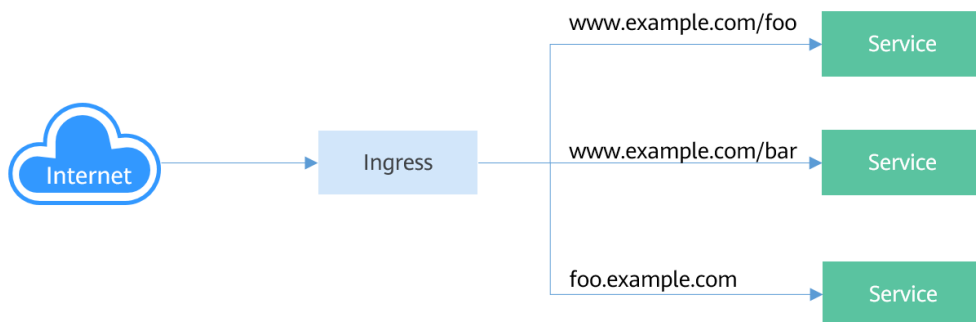 www.example.com/foo
Service
Internet
Ingress
www.example.com/bar
Service
foo.example.com
Service